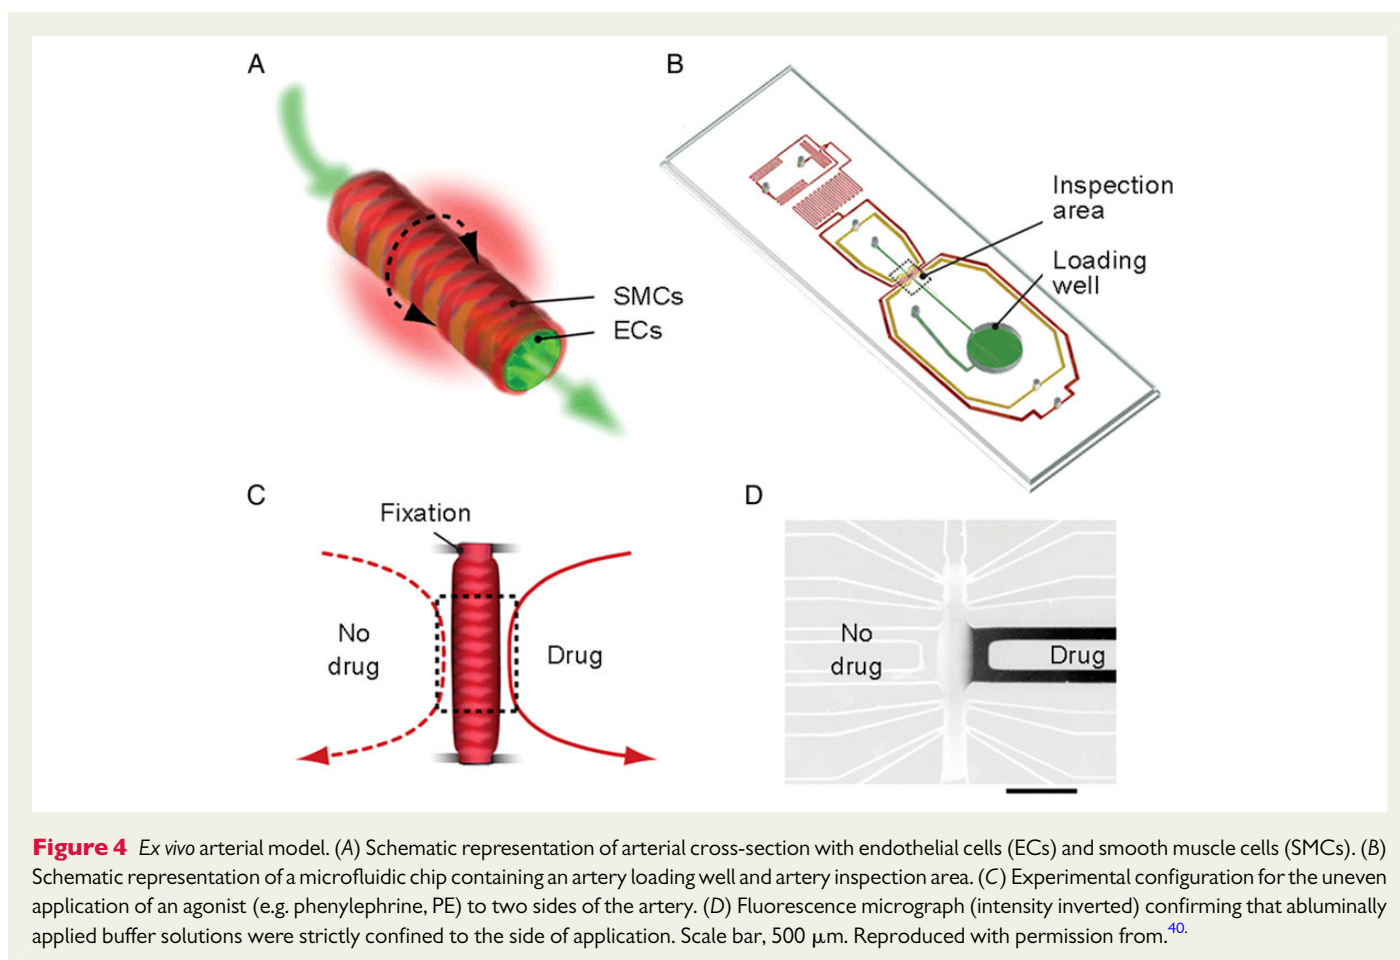 A
B
Inspection
area
Loading
well
SMCs
ECs
C
D
Fixation
No
drug
Drug
No
drug
Drug
Figure 4 Ex vivo arterial model. (A) Schematic representation of arterial cross-section with endothelial cells (ECs) and smooth muscle cells (SMCs). (B)
Schematic representation of a microfluidic chip containing an artery loading well and artery inspection area. (C) Experimental configuration for the uneven
application of an agonist (e.g. phenylephrine, PE) to two sides of the artery. (D) Fluorescence micrograph (intensity inverted) confirming that abluminally
applied buffer solutions were strictly confined to the side of application. Scale bar, 500 μm. Reproduced with permission from.40.